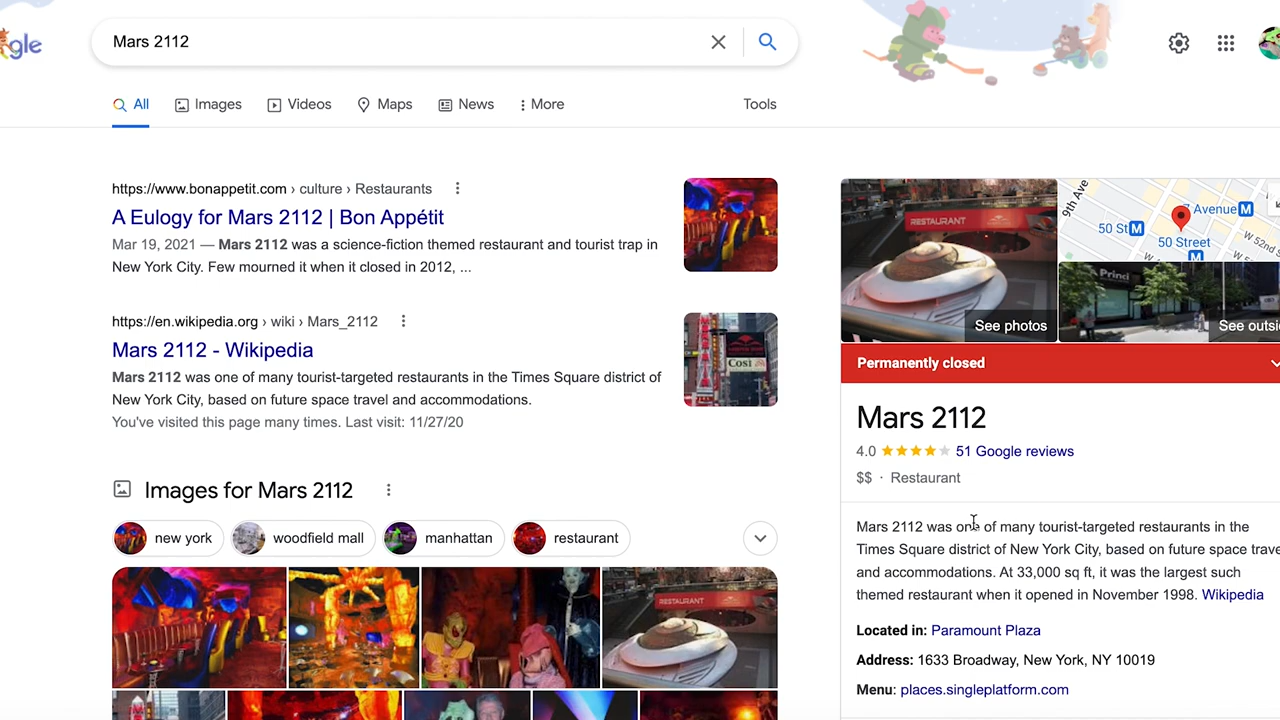 gle
Mars 2112
All
Images
Videos
Maps
News
More
Tools
https://www.bonappetit.com › culture › Restaurants
A Eulogy for Mars 2112 | Bon Appétit
Mar 19, 2021 — Mars 2112 was a science-fiction themed restaurant and tourist trap in
New York City. Few mourned it when it closed in 2012, ...
https://en.wikipedia.org › wiki › Mars_2112
Mars 2112 - Wikipedia
Mars 2112 was one of many tourist-targeted restaurants in the Times Square district of
New York City, based on future space travel and accommodations.
You've visited this page many times. Last visit: 11/27/20
Così
Images for Mars 2112
new york
woodfield mall
manhattan
restaurant
RESTAURANT
RESTAURANT
See photos
9th Ave
7 Avenue M
50 St M
50 Street
M
W 52nd
W 5
A Princi
See outsi
Permanently closed
Mars 2112
4.0 51 Google reviews
$$ · Restaurant
Mars 2112 was one of many tourist-targeted restaurants in the
Times Square district of New York City, based on future space trave
and accommodations. At 33,000 sq ft, it was the largest such
themed restaurant when it opened in November 1998. Wikipedia
Located in: Paramount Plaza
Address: 1633 Broadway, New York, NY 10019
Menu: places.singleplatform.com